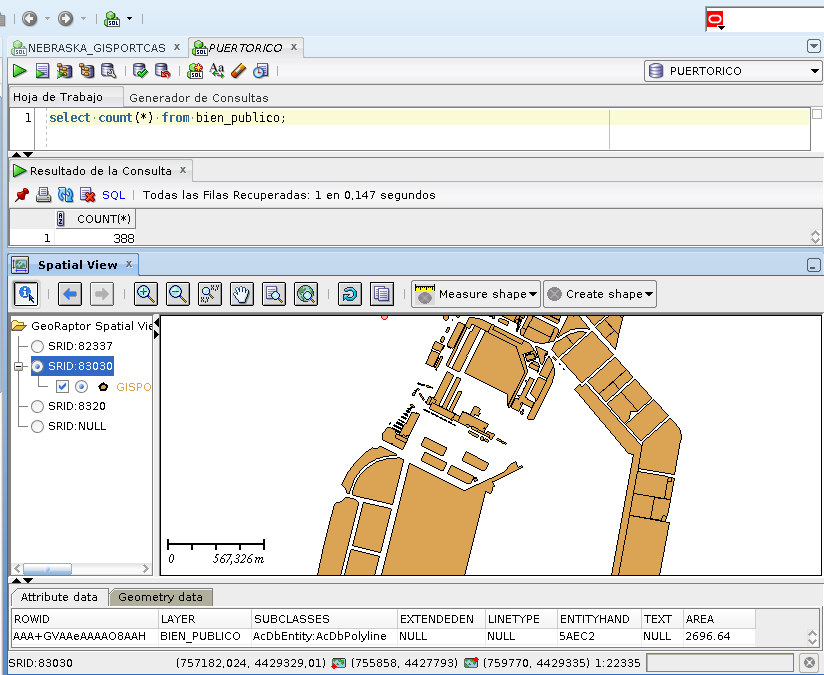 SQL
NEBRASKA_GISPORTCAS x PUERTORICO x
PUERTORICO
Hoja de Trabajo Generador de Consultas
1 select count(*) from bien_publico;
Resultado de la Consulta x
SQL Todas las Filas Recuperadas: 1 en 0,147 segundos
COUNT(*)
1 388
Spatial View x
Measure shape Create shape
GeoRaptor Spatial Vie
SRID:82337
SRID:83030
GISPO
SRID:8320
SRID:NULL
0 567,326 m
Attribute data Geometry data
ROWID LAYER SUBCLASSES EXTENDEDEN LINETYPE ENTITYHAND TEXT AREA
AAA+GVAAeAAAAO8AAH BIEN_PUBLICO AcDbEntity:AcDbPolyline NULL NULL 5AEC2 NULL 2696.64
SRID:83030 (757182,024, 4429329,01) (755858, 4427793) (759770, 4429335) 1:22335